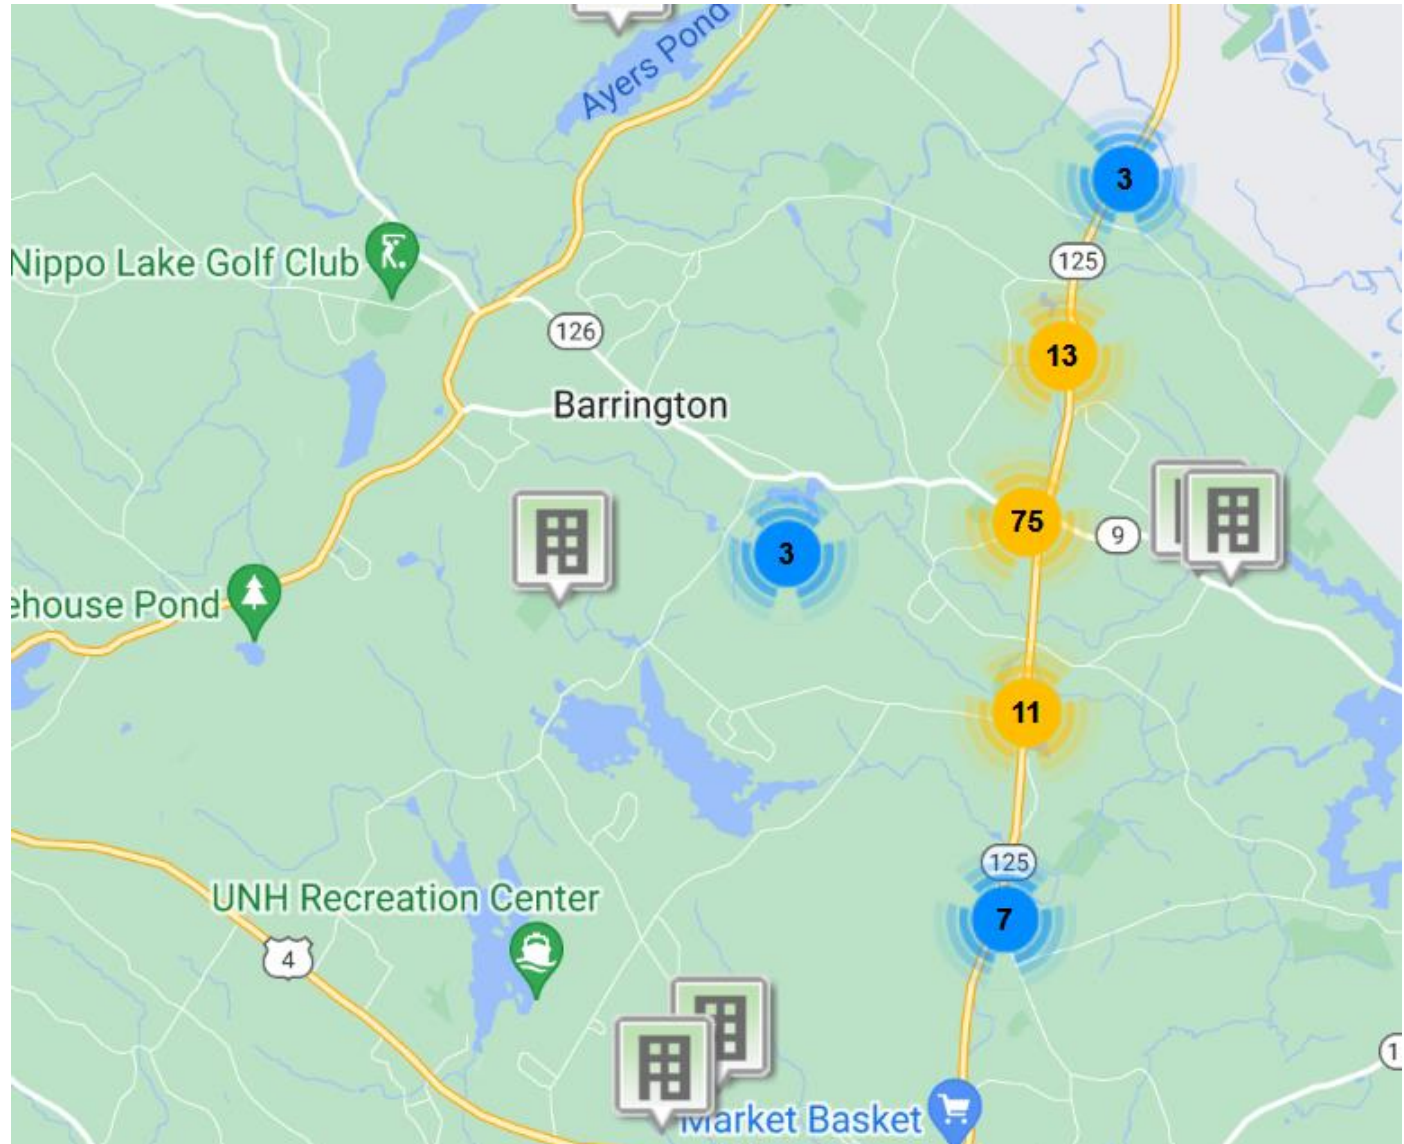 Ayers Pond
3
Nippo Lake Golf Club
125
126
13
Barrington
75
9
3
ehouse Pond
11
125
UNH Recreation Center
7
4
1
Market Basket